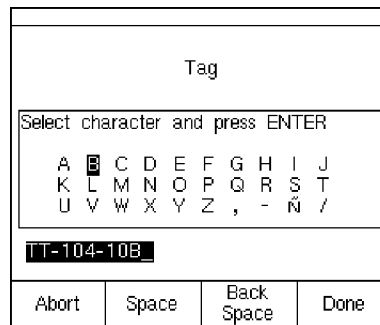 Tag
Select character and press ENTER
A B C D E F G H I J
K L M N O P Q R S T
U V W X Y Z , - Ñ /
TT-104-10B_
Abort Space Back Space Done